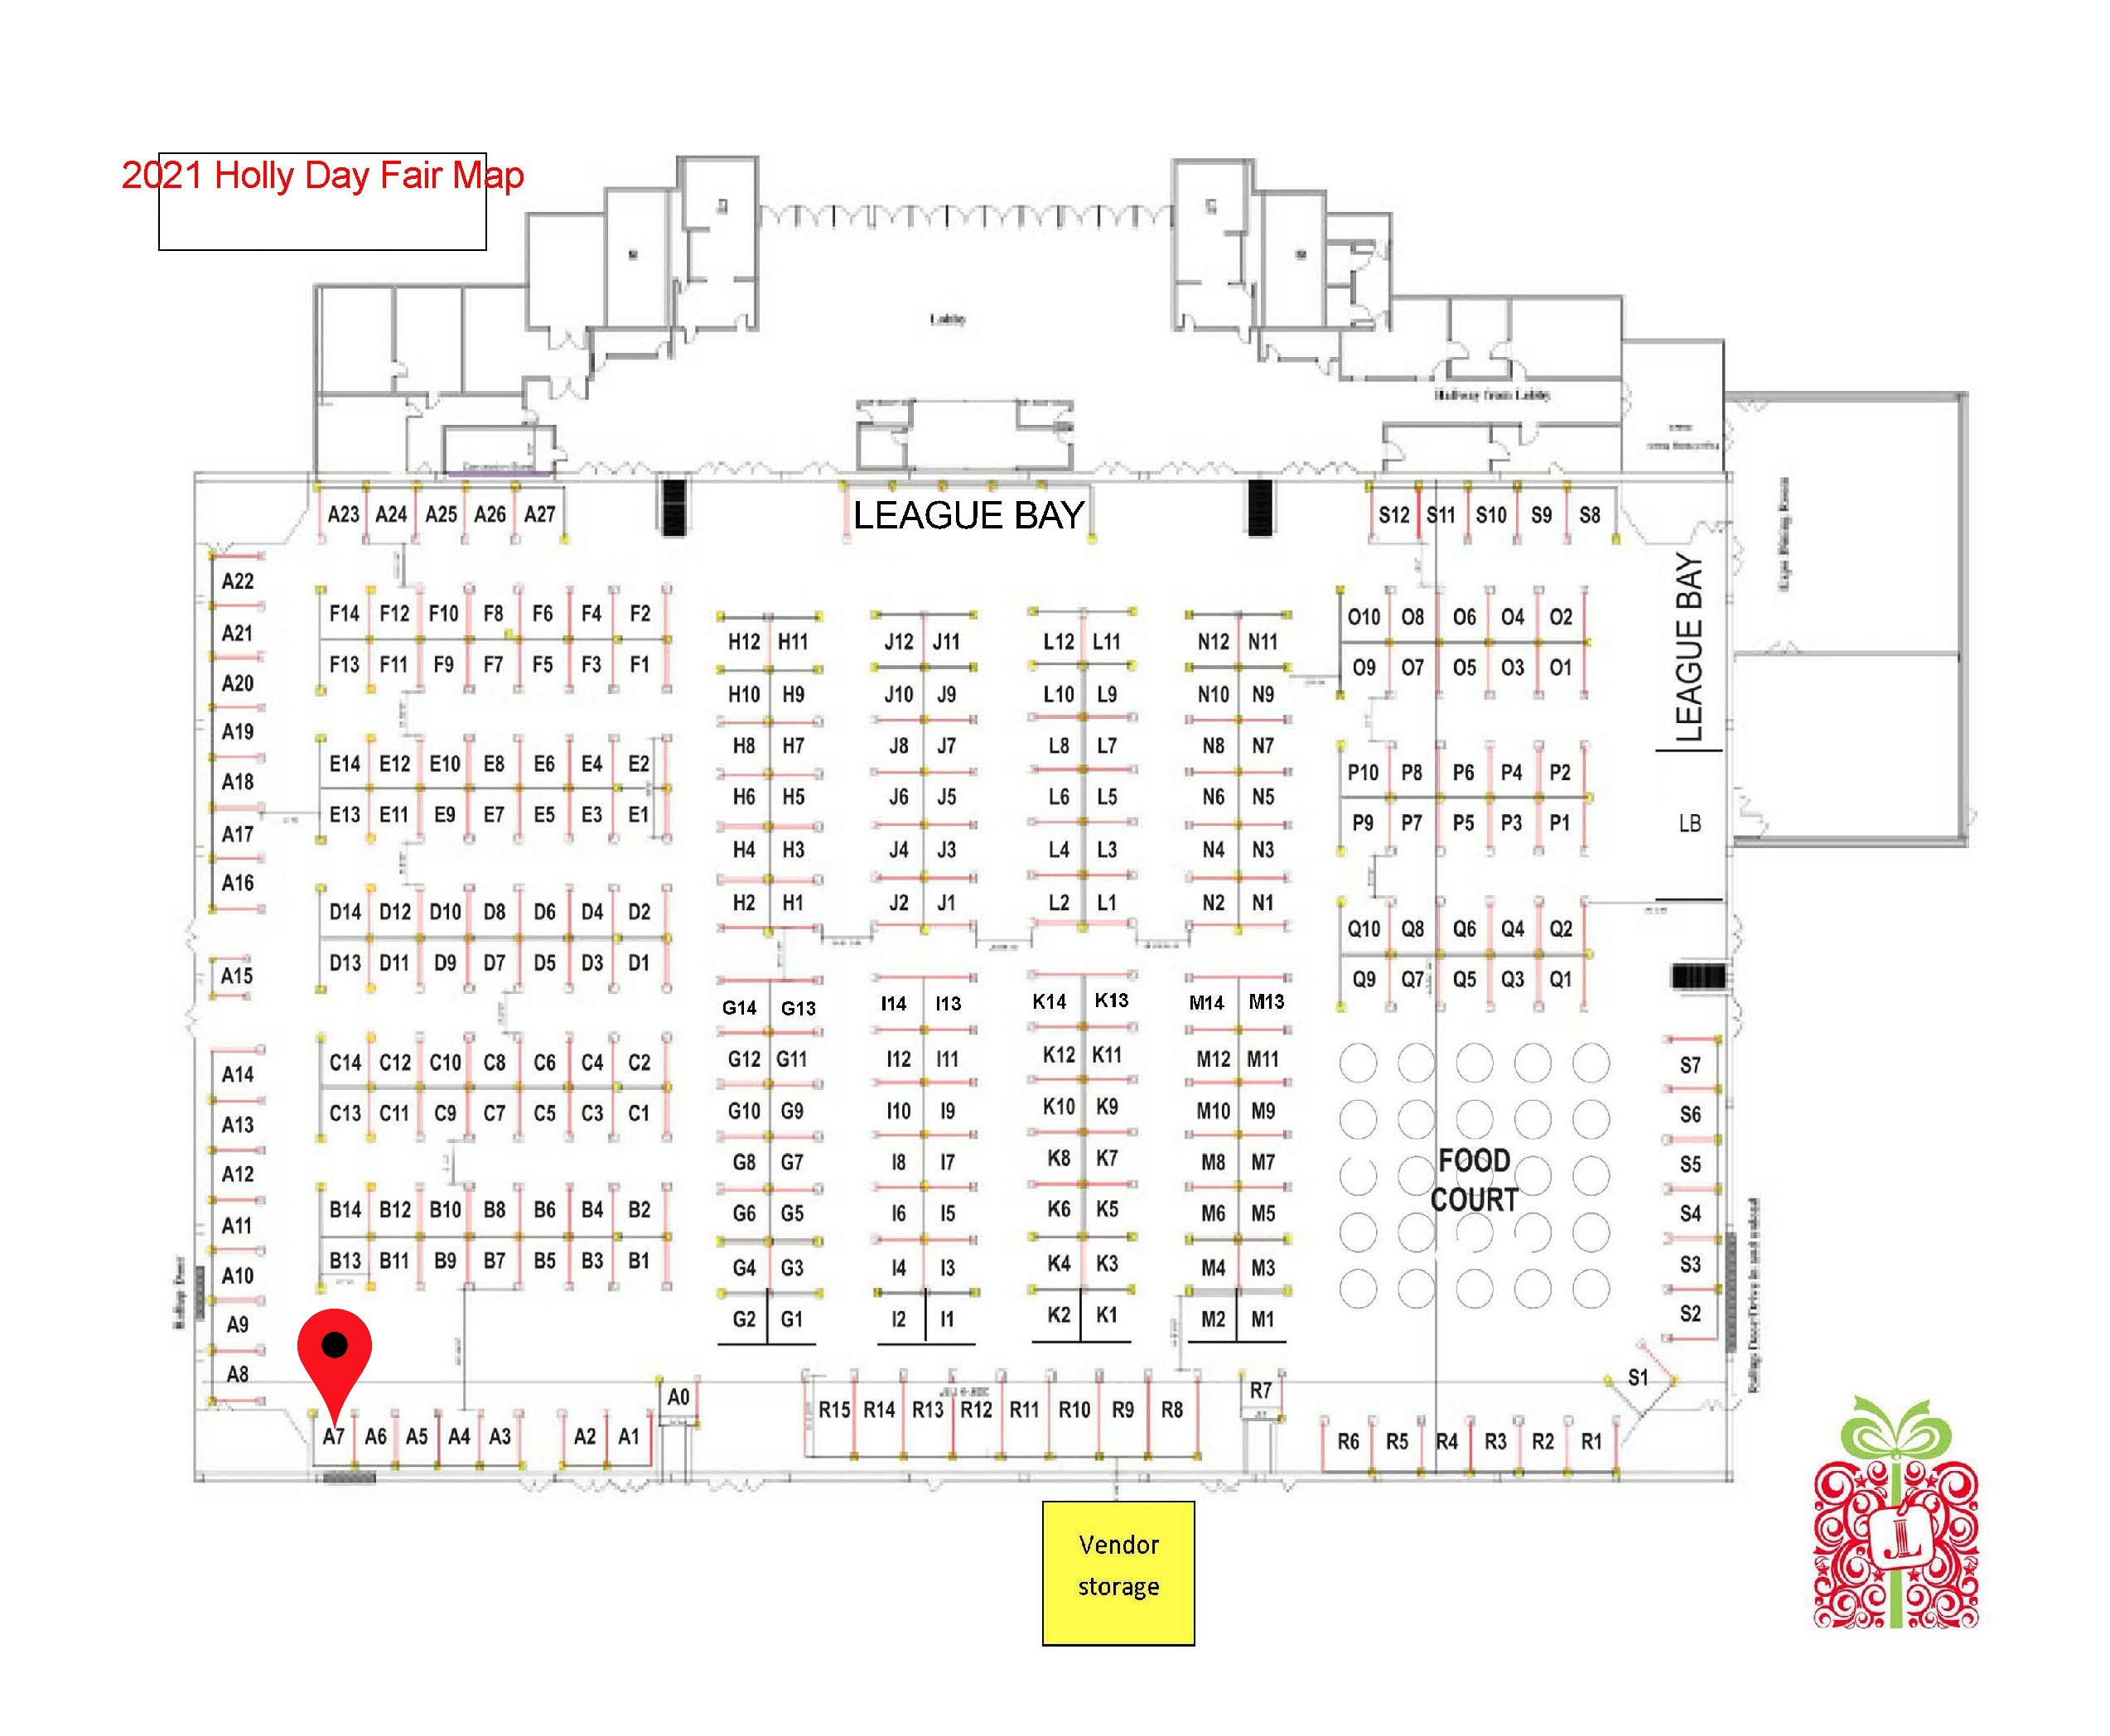 2021 Holly Day Fair Map
Lobby
Hallway from Lobby
LEAGUE BAY
A23 A24 A25 A26 A27
S12 S11 S10 S9 S8
LEAGUE BAY
LB
A22
A21
A20
A19
A18
A17
A16
A15
A14
A13
A12
A11
A10
A9
A8
F14 F12 F10 F8 F6 F4 F2
F13 F11 F9 F7 F5 F3 F1
E14 E12 E10 E8 E6 E4 E2
E13 E11 E9 E7 E5 E3 E1
D14 D12 D10 D8 D6 D4 D2
D13 D11 D9 D7 D5 D3 D1
C14 C12 C10 C8 C6 C4 C2
C13 C11 C9 C7 C5 C3 C1
B14 B12 B10 B8 B6 B4 B2
B13 B11 B9 B7 B5 B3 B1
H12 H11
H10 H9
H8 H7
H6 H5
H4 H3
H2 H1
J12 J11
J10 J9
J8 J7
J6 J5
J4 J3
J2 J1
L12 L11
L10 L9
L8 L7
L6 L5
L4 L3
L2 L1
N12 N11
N10 N9
N8 N7
N6 N5
N4 N3
N2 N1
G14 G13
G12 G11
G10 G9
G8 G7
G6 G5
G4 G3
G2 G1
I14 I13
I12 I11
I10 I9
I8 I7
I6 I5
I4 I3
I2 I1
K14 K13
K12 K11
K10 K9
K8 K7
K6 K5
K4 K3
K2 K1
M14 M13
M12 M11
M10 M9
M8 M7
M6 M5
M4 M3
M2 M1
O10 O8 O6 O4 O2
O9 O7 O5 O3 O1
P10 P8 P6 P4 P2
P9 P7 P5 P3 P1
Q10 Q8 Q6 Q4 Q2
Q9 Q7 Q5 Q3 Q1
FOOD
COURT
S7
S6
S5
S4
S3
S2
S1
A7 A6 A5 A4 A3 A2 A1
A0
R15 R14 R13 R12 R11 R10 R9 R8
R7
R6 R5 R4 R3 R2 R1
Vendor
storage
JL